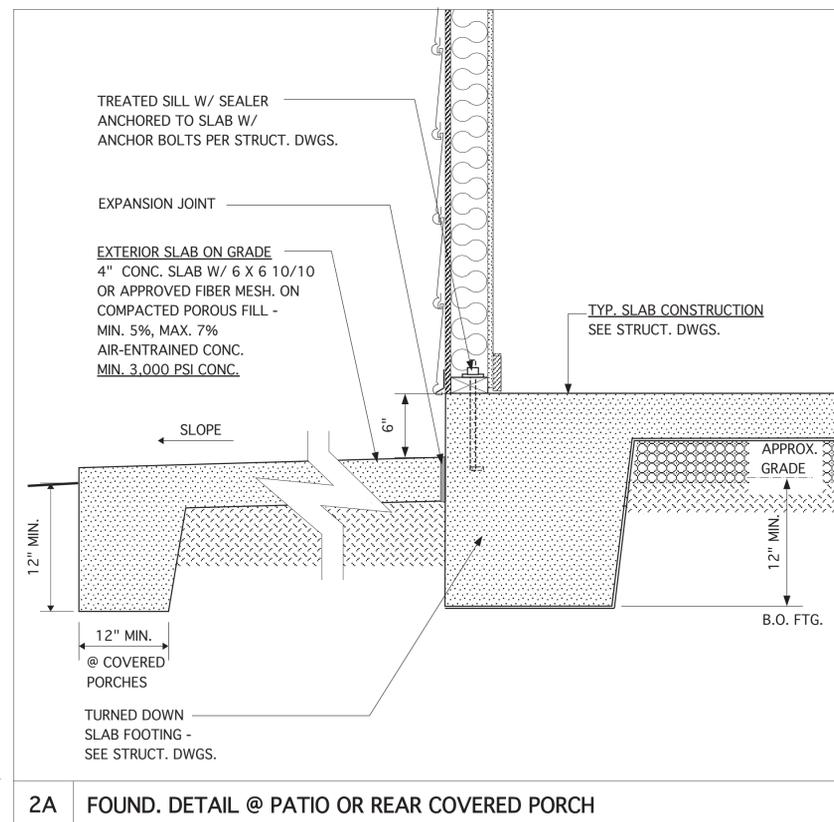 TREATED SILL W/ SEALER
ANCHORED TO SLAB W/
ANCHOR BOLTS PER STRUCT. DWGS.
EXPANSION JOINT
EXTERIOR SLAB ON GRADE
4" CONC. SLAB W/ 6 X 6 10/10
OR APPROVED FIBER MESH. ON
COMPACTED POROUS FILL -
MIN. 5%, MAX. 7%
AIR-ENTRAINED CONC.
MIN. 3,000 PSI CONC.
TYP. SLAB CONSTRUCTION
SEE STRUCT. DWGS.
6"
SLOPE
APPROX.
GRADE
12" MIN.
12" MIN.
B.O. FTG.
12" MIN.
@ COVERED
PORCHES
TURNED DOWN
SLAB FOOTING -
SEE STRUCT. DWGS.
2A FOUND. DETAIL @ PATIO OR REAR COVERED PORCH